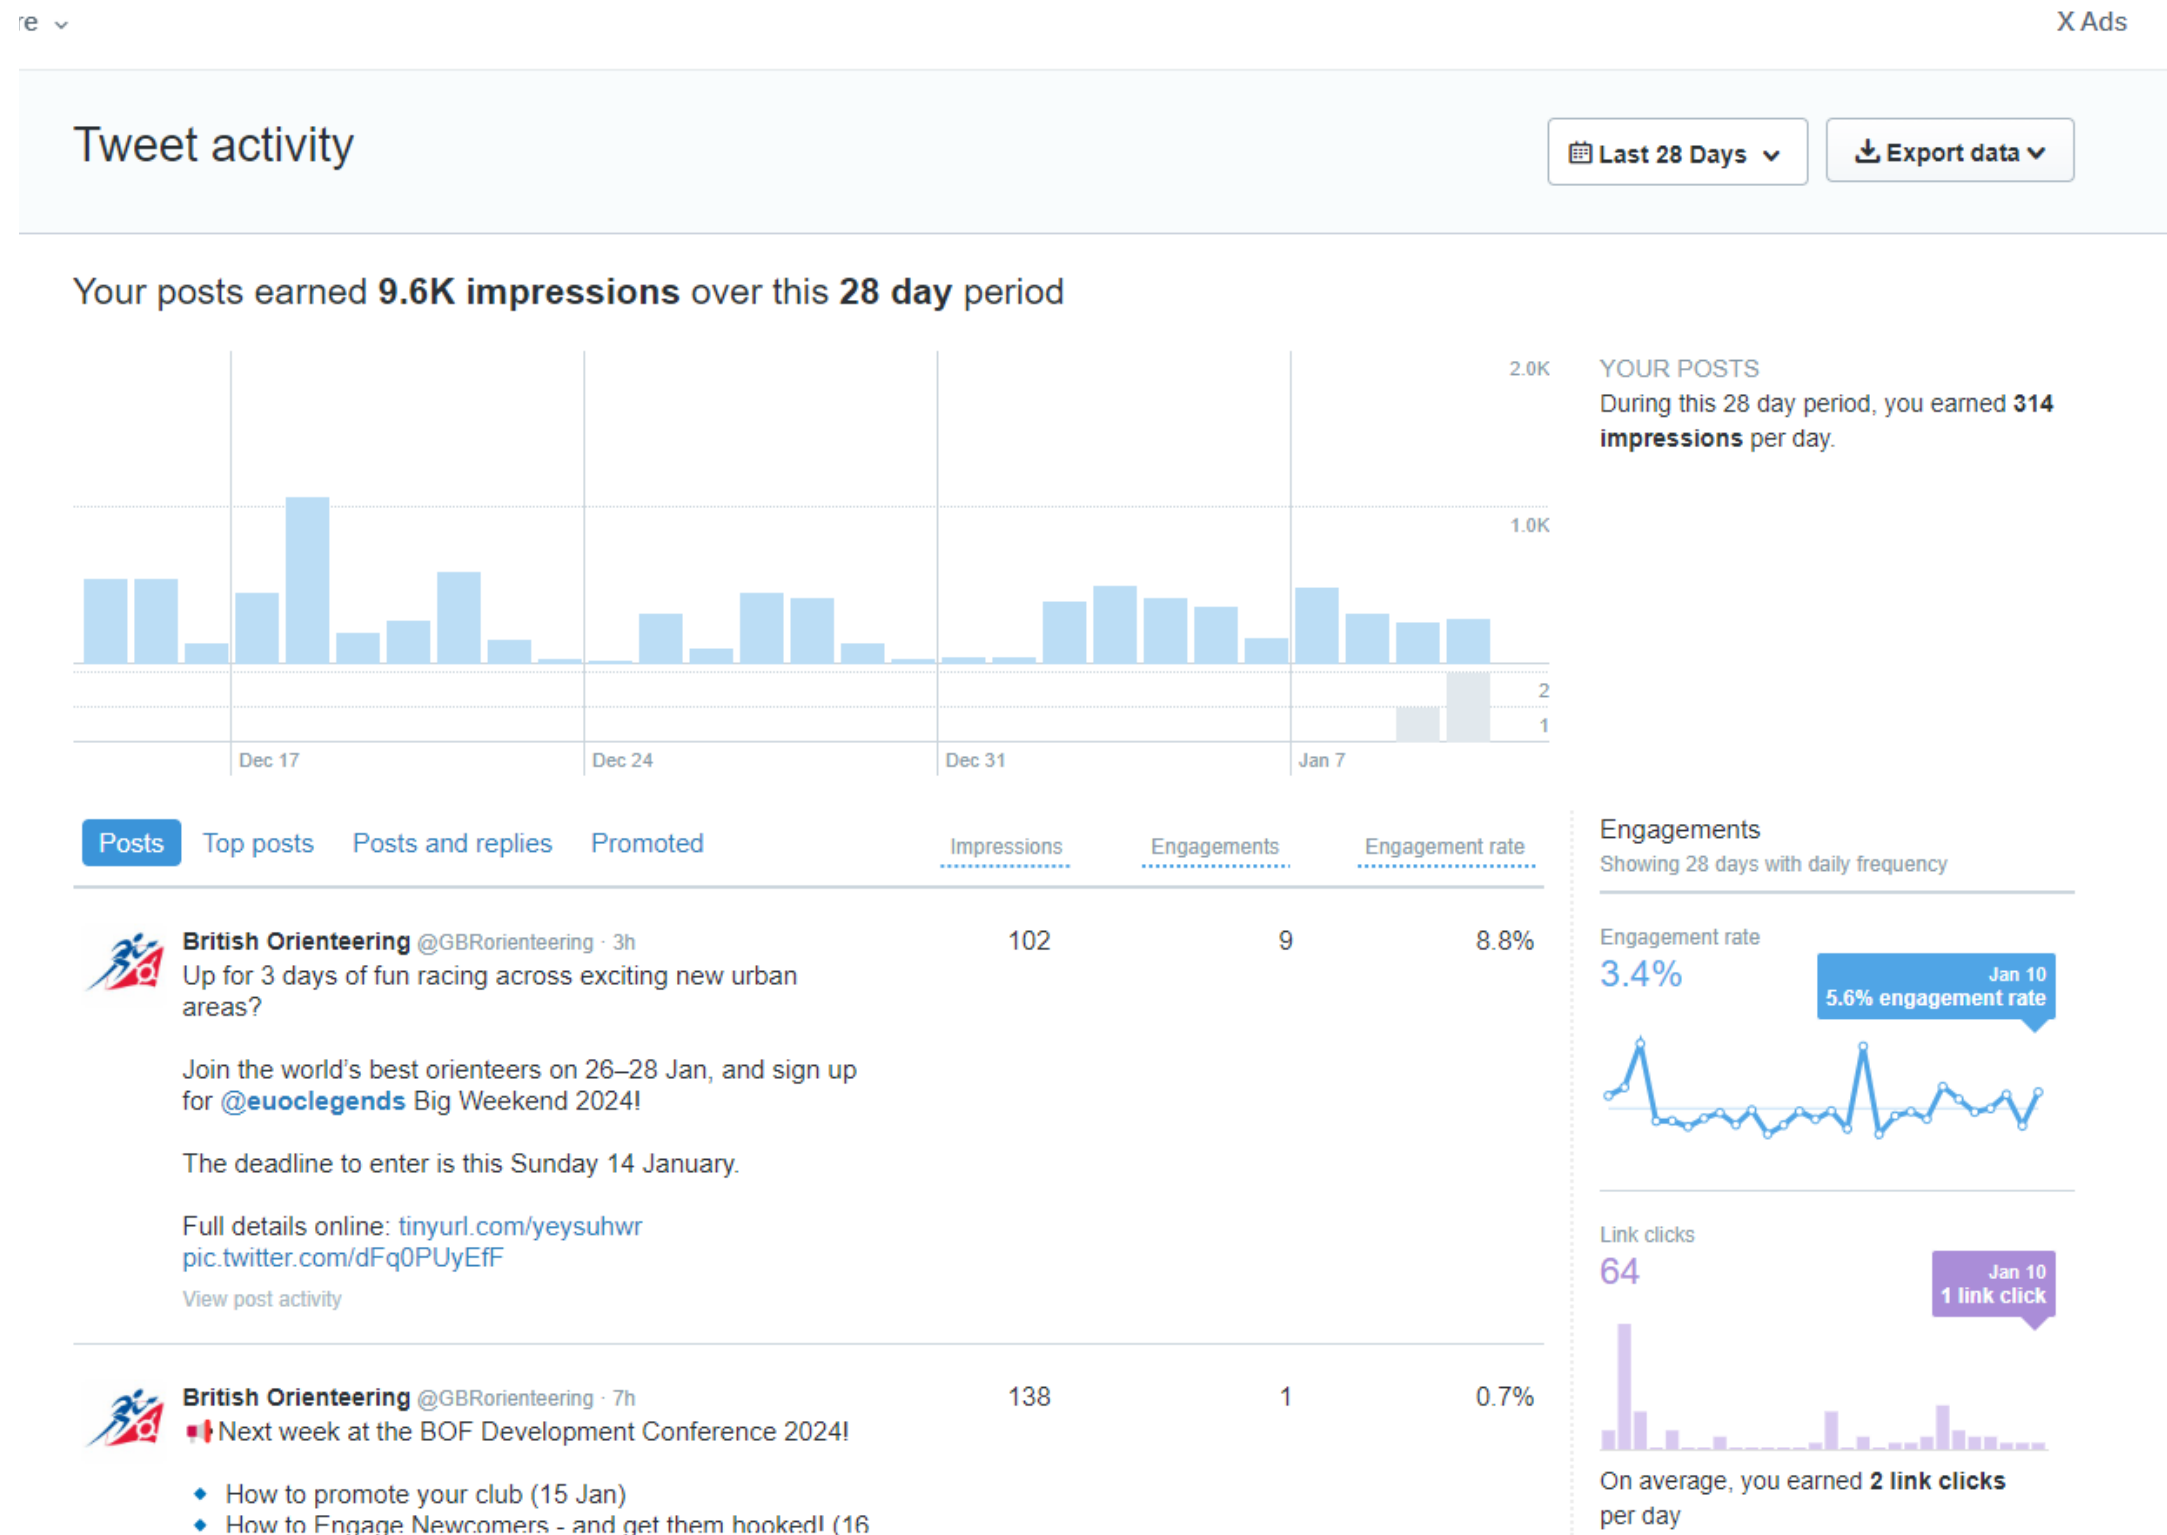 X Ads
Tweet activity
Last 28 Days
Export data
Your posts earned 9.6K impressions over this 28 day period
2.0K
1.0K
2
1
Dec 17
Dec 24
Dec 31
Jan 7
YOUR POSTS
During this 28 day period, you earned 314
impressions per day.
Posts
Top posts
Posts and replies
Promoted
Impressions
Engagements
Engagement rate
British Orienteering @GBRorienteering · 3h
102
9
8.8%
Up for 3 days of fun racing across exciting new urban
areas?
Join the world's best orienteers on 26–28 Jan, and sign up
for @euoclegends Big Weekend 2024!
The deadline to enter is this Sunday 14 January.
Full details online: tinyurl.com/yeysuhwr
pic.twitter.com/dFq0PUyEfF
View post activity
British Orienteering @GBRorienteering · 7h
138
1
0.7%
Next week at the BOF Development Conference 2024!
How to promote your club (15 Jan)
How to Engage Newcomers - and get them hooked! (16
Engagements
Showing 28 days with daily frequency
Engagement rate
3.4%
Jan 10
5.6% engagement rate
Link clicks
64
Jan 10
1 link click
On average, you earned 2 link clicks
per day